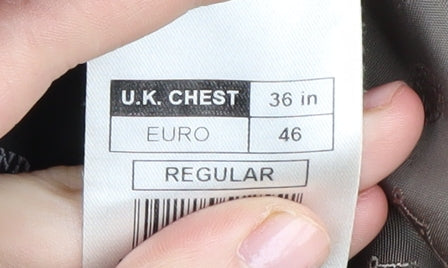 U.K. CHEST 36 in
EURO 46
REGULAR